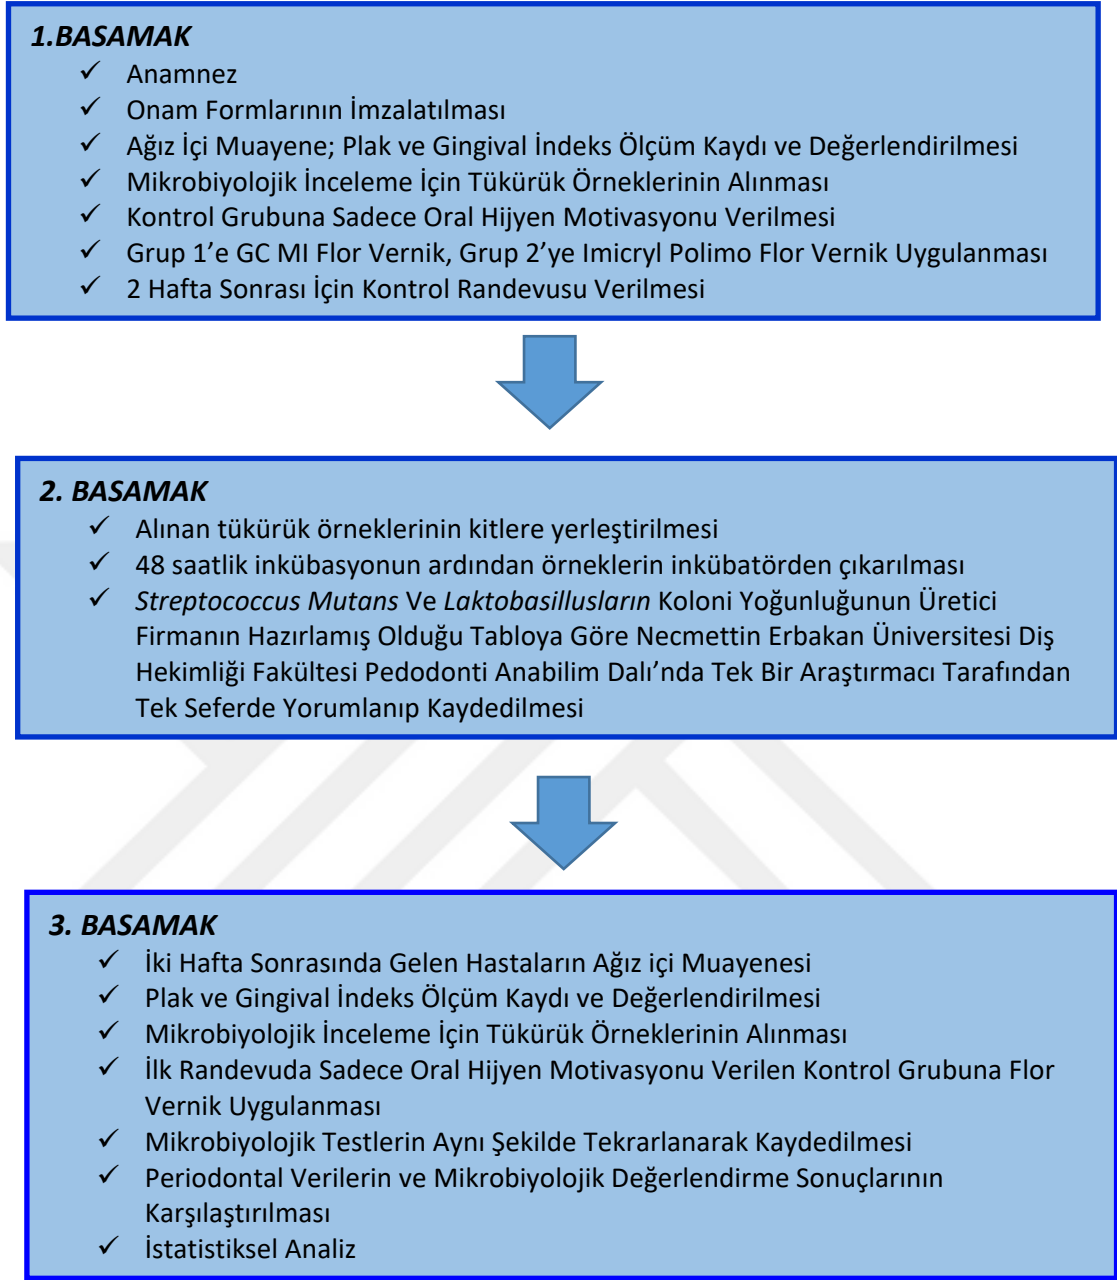 1.BASAMAK
✓ Anamnez
✓ Onam Formlarının İmzalatılması
✓ Ağız İçi Muayene; Plak ve Gingival İndeks Ölçüm Kaydı ve Değerlendirilmesi
✓ Mikrobiyolojik İnceleme İçin Tükürük Örneklerinin Alınması
✓ Kontrol Grubuna Sadece Oral Hijyen Motivasyonu Verilmesi
✓ Grup 1’e GC MI Flor Vernik, Grup 2’ye Imicryl Polimo Flor Vernik Uygulanması
✓ 2 Hafta Sonrası İçin Kontrol Randevusu Verilmesi
2. BASAMAK
✓ Alınan tükürük örneklerinin kitlere yerleştirilmesi
✓ 48 saatlik inkübasyonun ardından örneklerin inkübatörden çıkarılması
✓ Streptococcus Mutans Ve Laktobasillusların Koloni Yoğunluğunun Üretici
Firmanın Hazırlamış Olduğu Tabloya Göre Necmettin Erbakan Üniversitesi Diş
Hekimliği Fakültesi Pedodonti Anabilim Dalı’nda Tek Bir Araştırmacı Tarafından
Tek Seferde Yorumlanıp Kaydedilmesi
3. BASAMAK
✓ İki Hafta Sonrasında Gelen Hastaların Ağız içi Muayenesi
✓ Plak ve Gingival İndeks Ölçüm Kaydı ve Değerlendirilmesi
✓ Mikrobiyolojik İnceleme İçin Tükürük Örneklerinin Alınması
✓ İlk Randevuda Sadece Oral Hijyen Motivasyonu Verilen Kontrol Grubuna Flor
Vernik Uygulanması
✓ Mikrobiyolojik Testlerin Aynı Şekilde Tekrarlanarak Kaydedilmesi
✓ Periodontal Verilerin ve Mikrobiyolojik Değerlendirme Sonuçlarının
Karşılaştırılması
✓ İstatistiksel Analiz